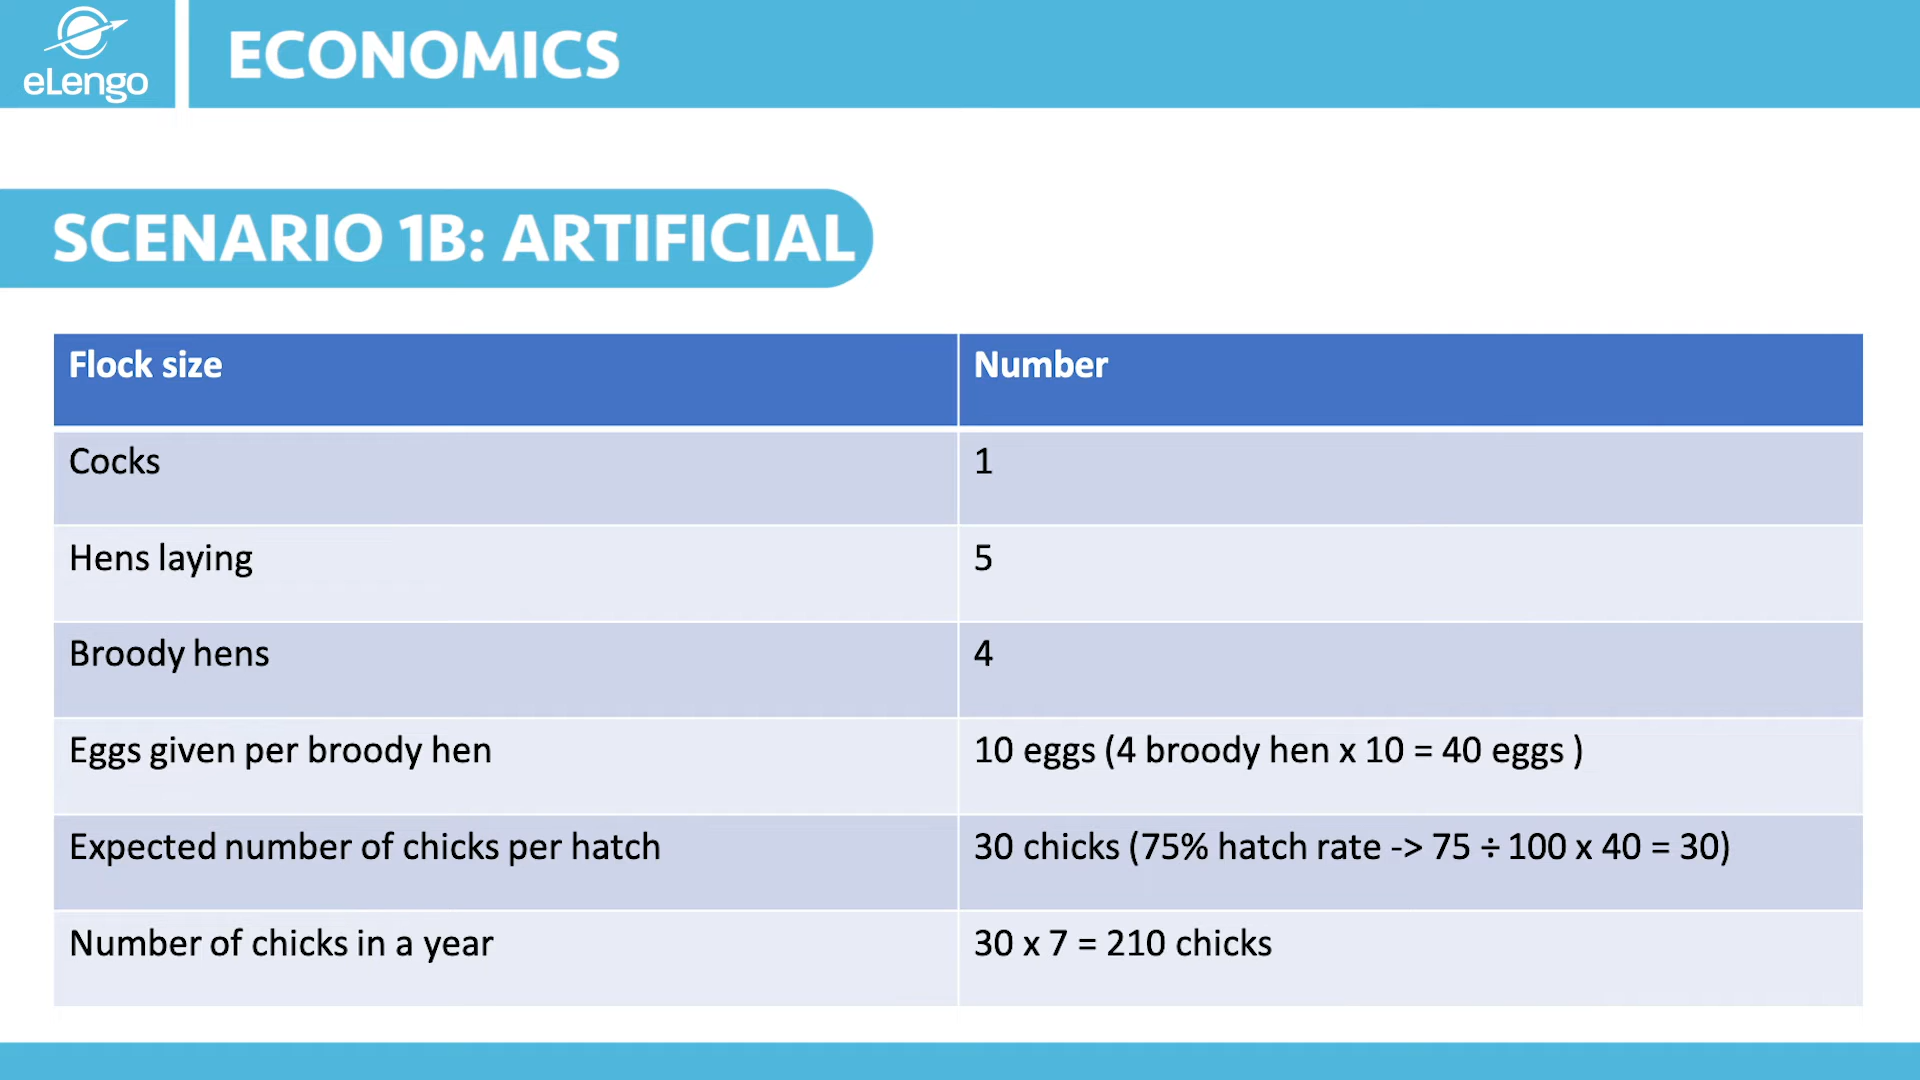 eLengo
ECONOMICS
SCENARIO 1B: ARTIFICIAL
Flock size
Number
Cocks
1
Hens laying
5
Broody hens
4
Eggs given per broody hen
10 eggs (4 broody hen x 10 = 40 eggs )
Expected number of chicks per hatch
30 chicks (75% hatch rate -> 75 ÷ 100 x 40 = 30)
Number of chicks in a year
30 x 7 = 210 chicks